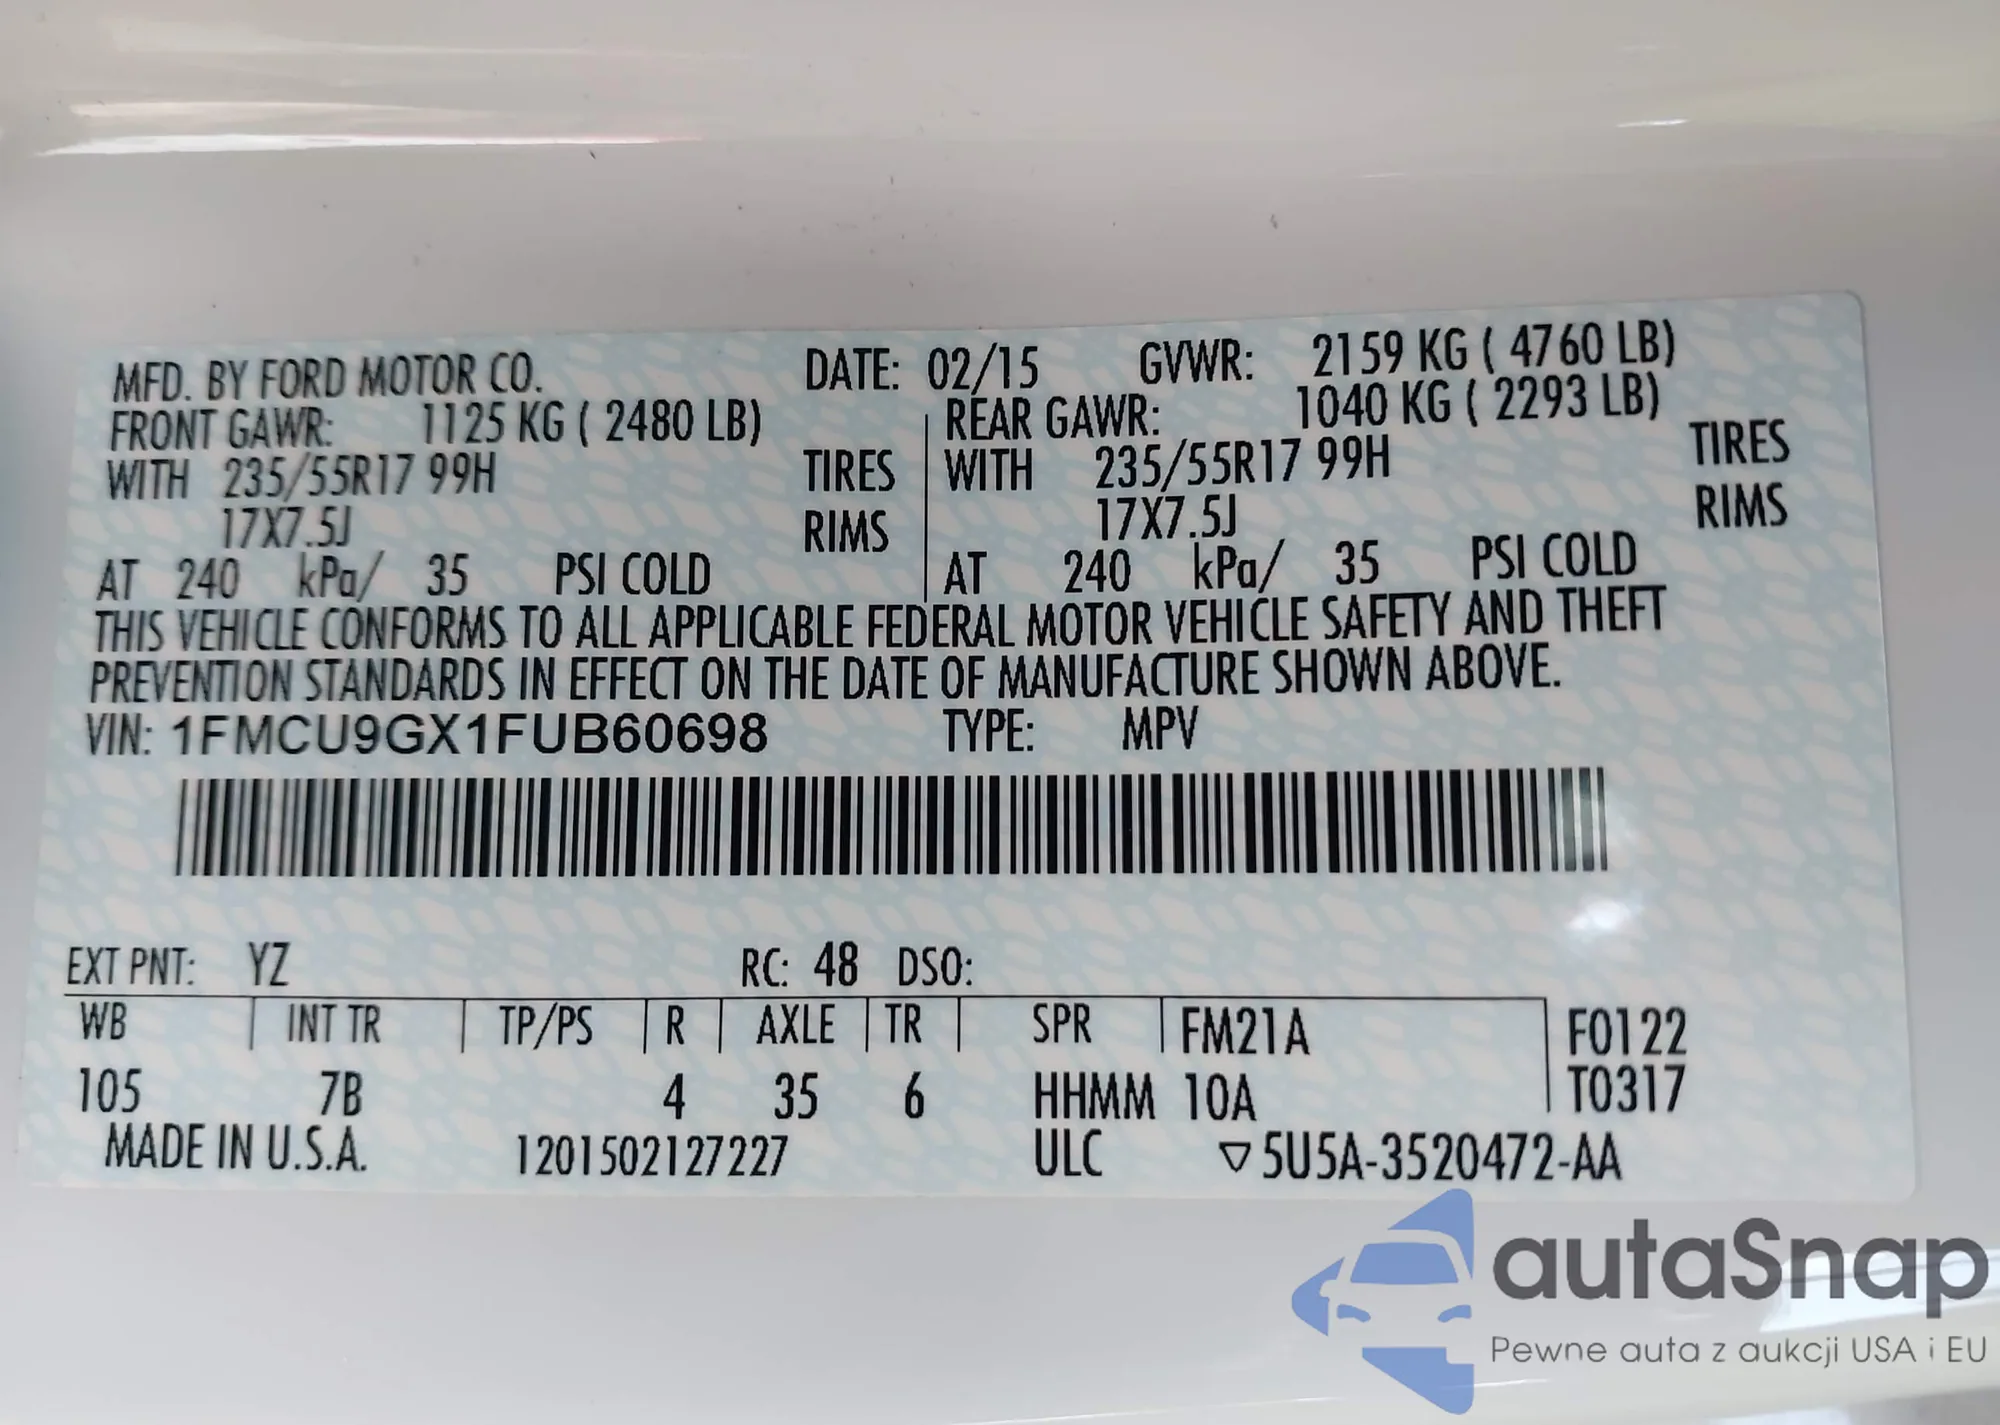 MFD. BY FORD MOTOR CO. DATE: 02/15 GVWR: 2159 KG ( 4760 LB)
FRONT GAWR: 1125 KG ( 2480 LB) REAR GAWR: 1040 KG ( 2293 LB)
WITH 235/55R17 99H TIRES WITH 235/55R17 99H TIRES
17X7.5J RIMS 17X7.5J RIMS
AT 240 kPa/ 35 PSI COLD AT 240 kPa/ 35 PSI COLD
THIS VEHICLE CONFORMS TO ALL APPLICABLE FEDERAL MOTOR VEHICLE SAFETY AND THEFT
PREVENTION STANDARDS IN EFFECT ON THE DATE OF MANUFACTURE SHOWN ABOVE.
VIN: 1FMCU9GX1FUB60698 TYPE: MPV
EXT PNT: YZ RC: 48 DSO:
WB INT TR TP/PS R AXLE TR SPR FM21A F0122
105 7B 4 35 6 HHMM 10A T0317
MADE IN U.S.A. 1201502127227 ULC ▽5U5A-3520472-AA
autaSnap
Pewne auta z aukcji USA i EU